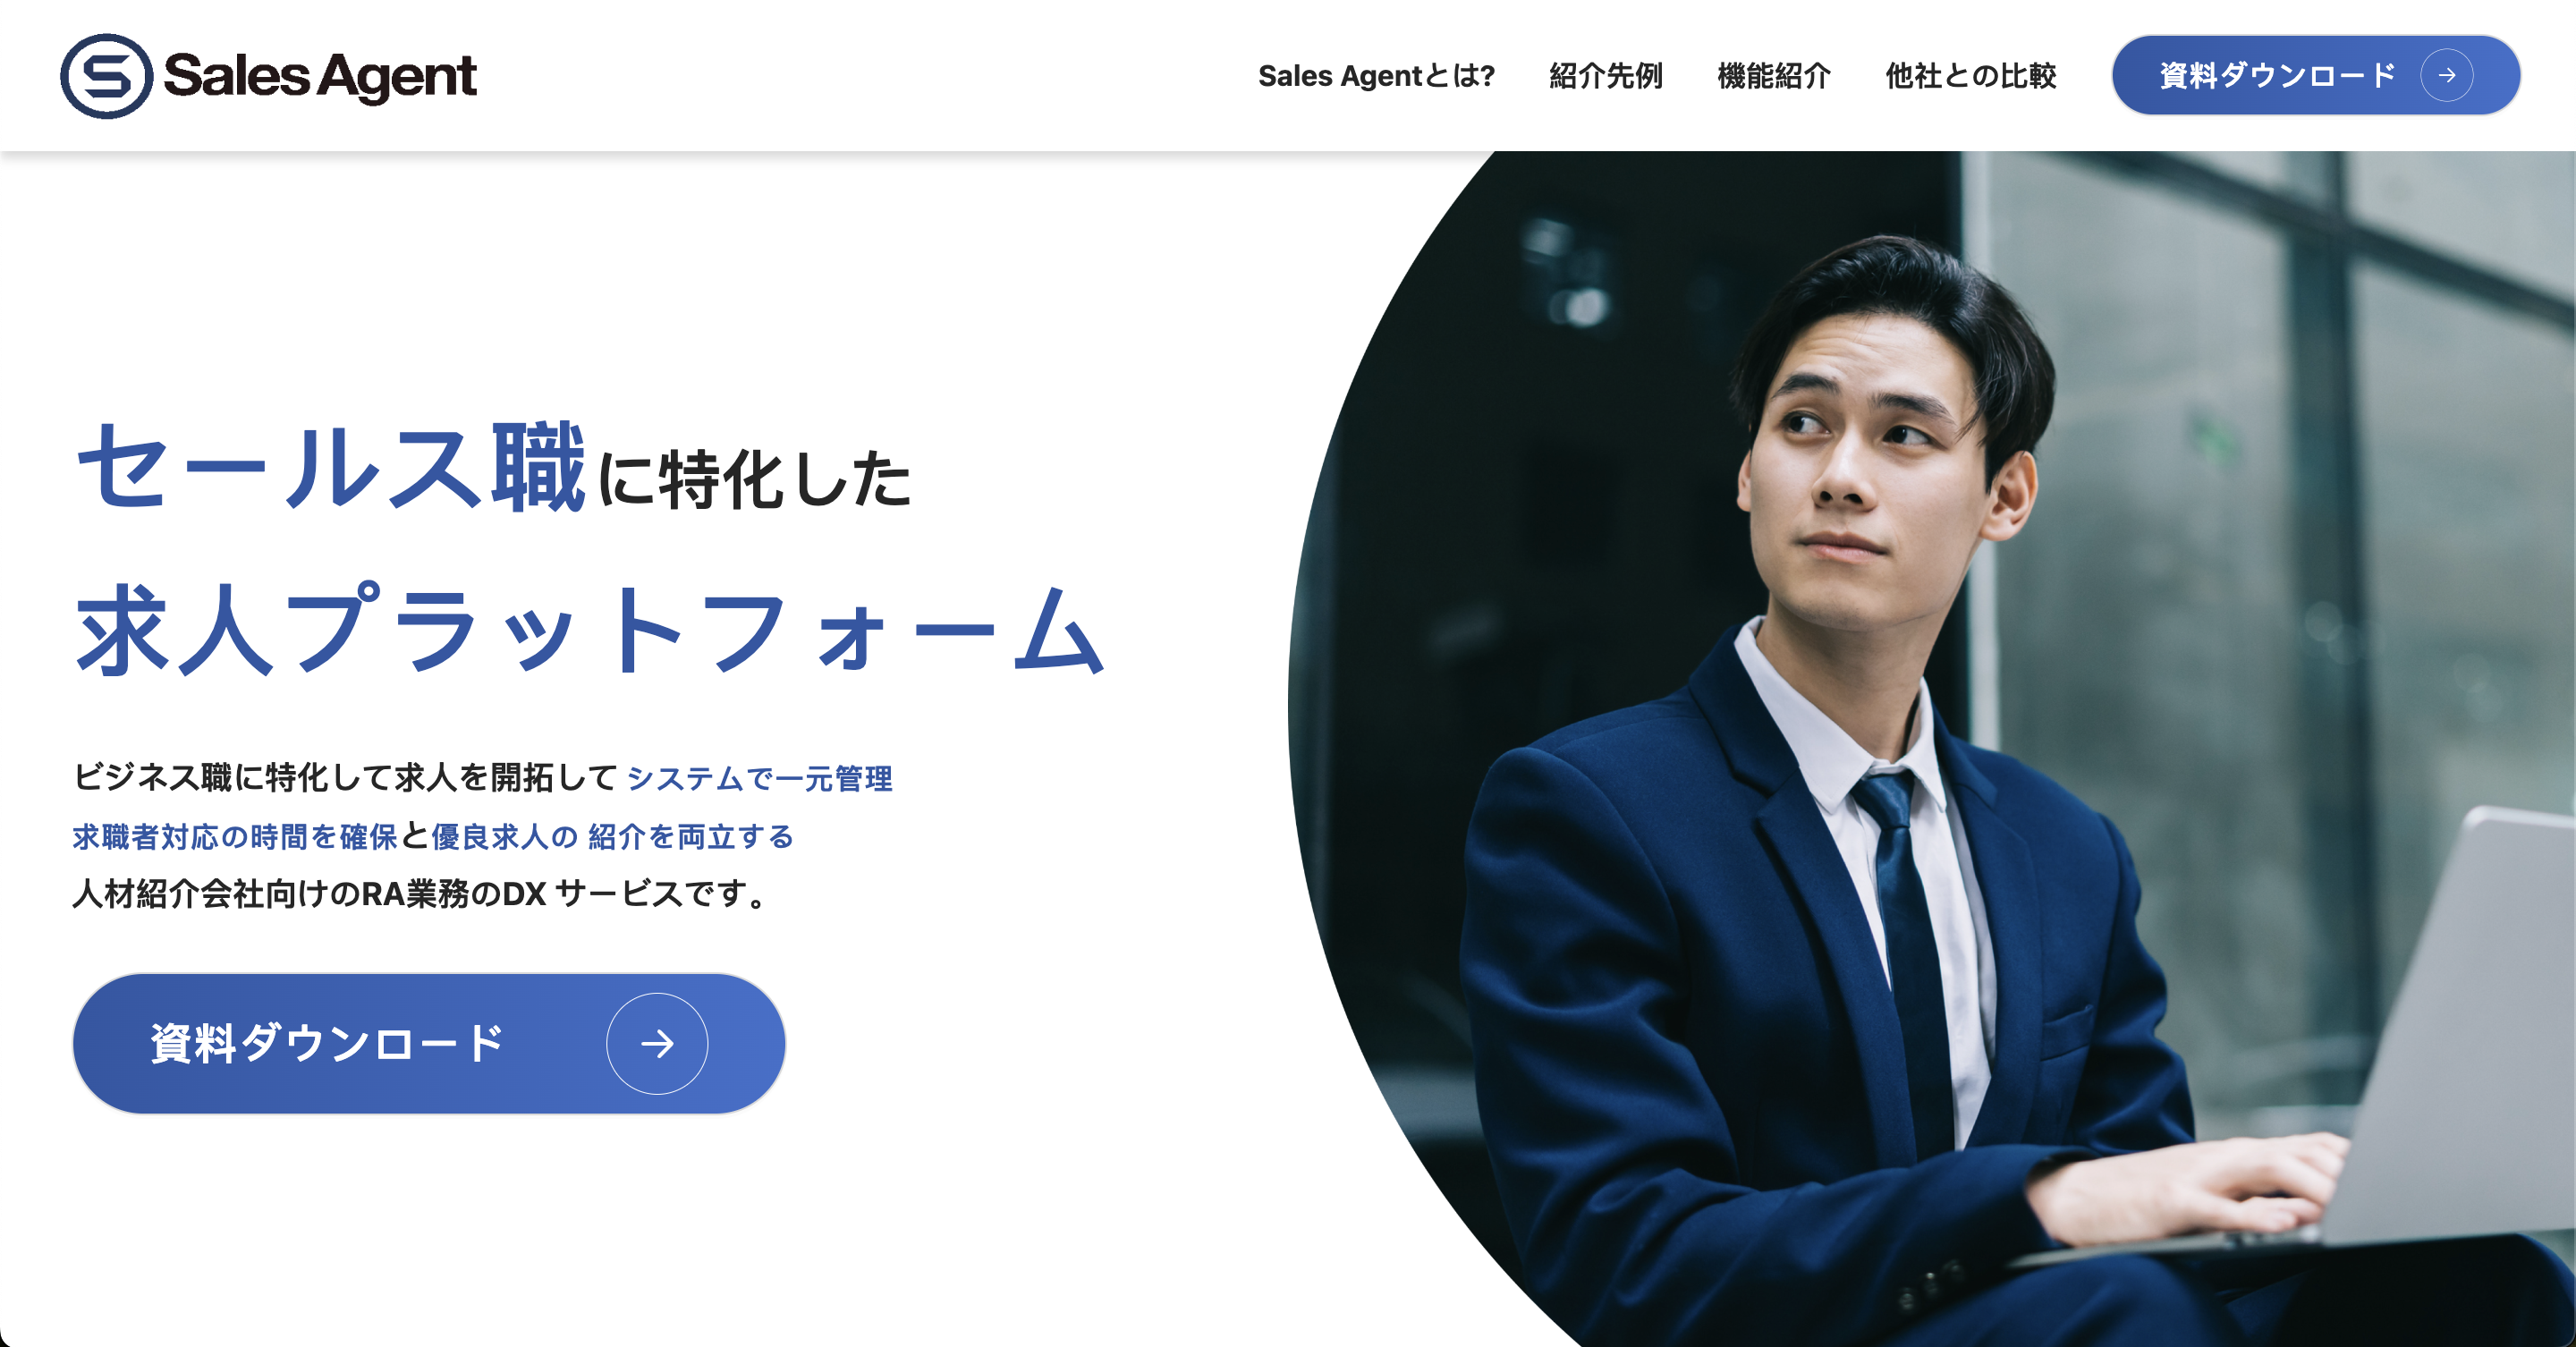 Sales Agent
Sales Agentとは?
紹介先例
機能紹介
他社との比較
資料ダウンロード
セールス職に特化した
求人プラットフォーム
ビジネス職に特化して求人を開拓して システムで一元管理
求職者対応の時間を確保と優良求人の 紹介を両立する
人材紹介会社向けのRA業務のDX サービスです。
資料ダウンロード